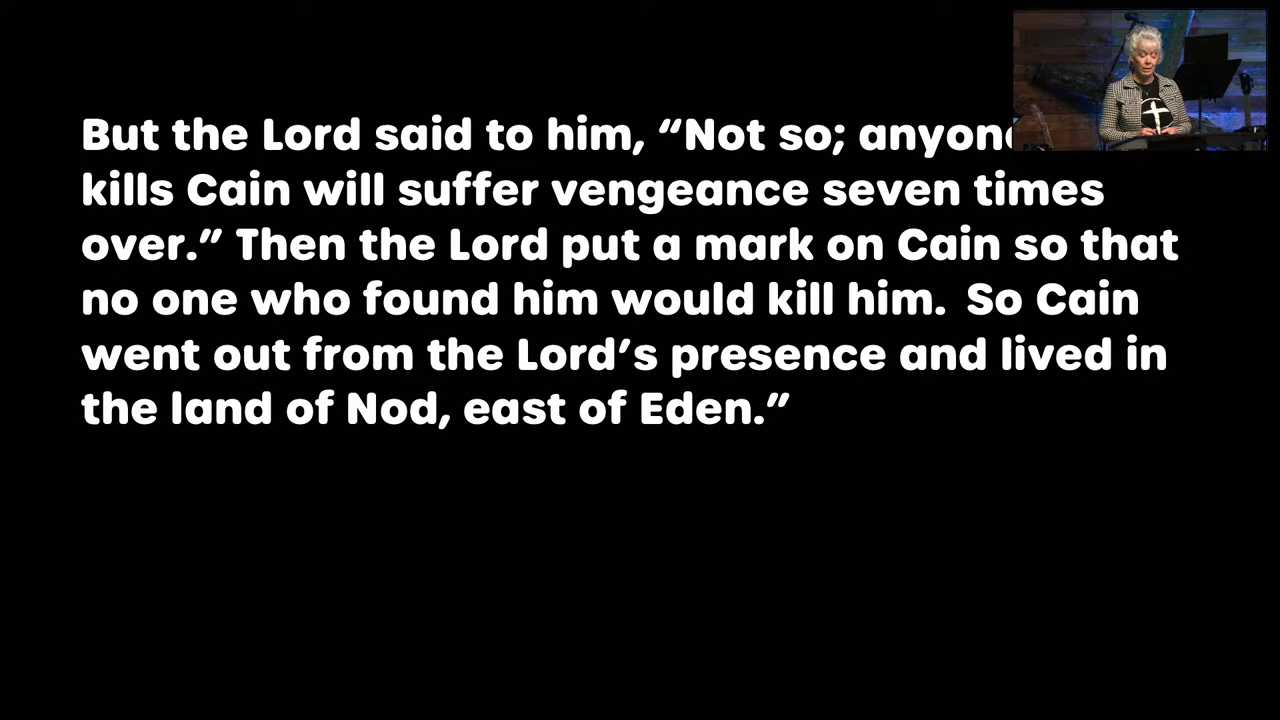 But the Lord said to him, “Not so;
kills Cain will suffer vengeance seven times
over.” Then the Lord put a mark on Cain so that
no one who found him would kill him. So Cain
went out from the Lord’s presence and lived in
the land of Nod, east of Eden.”